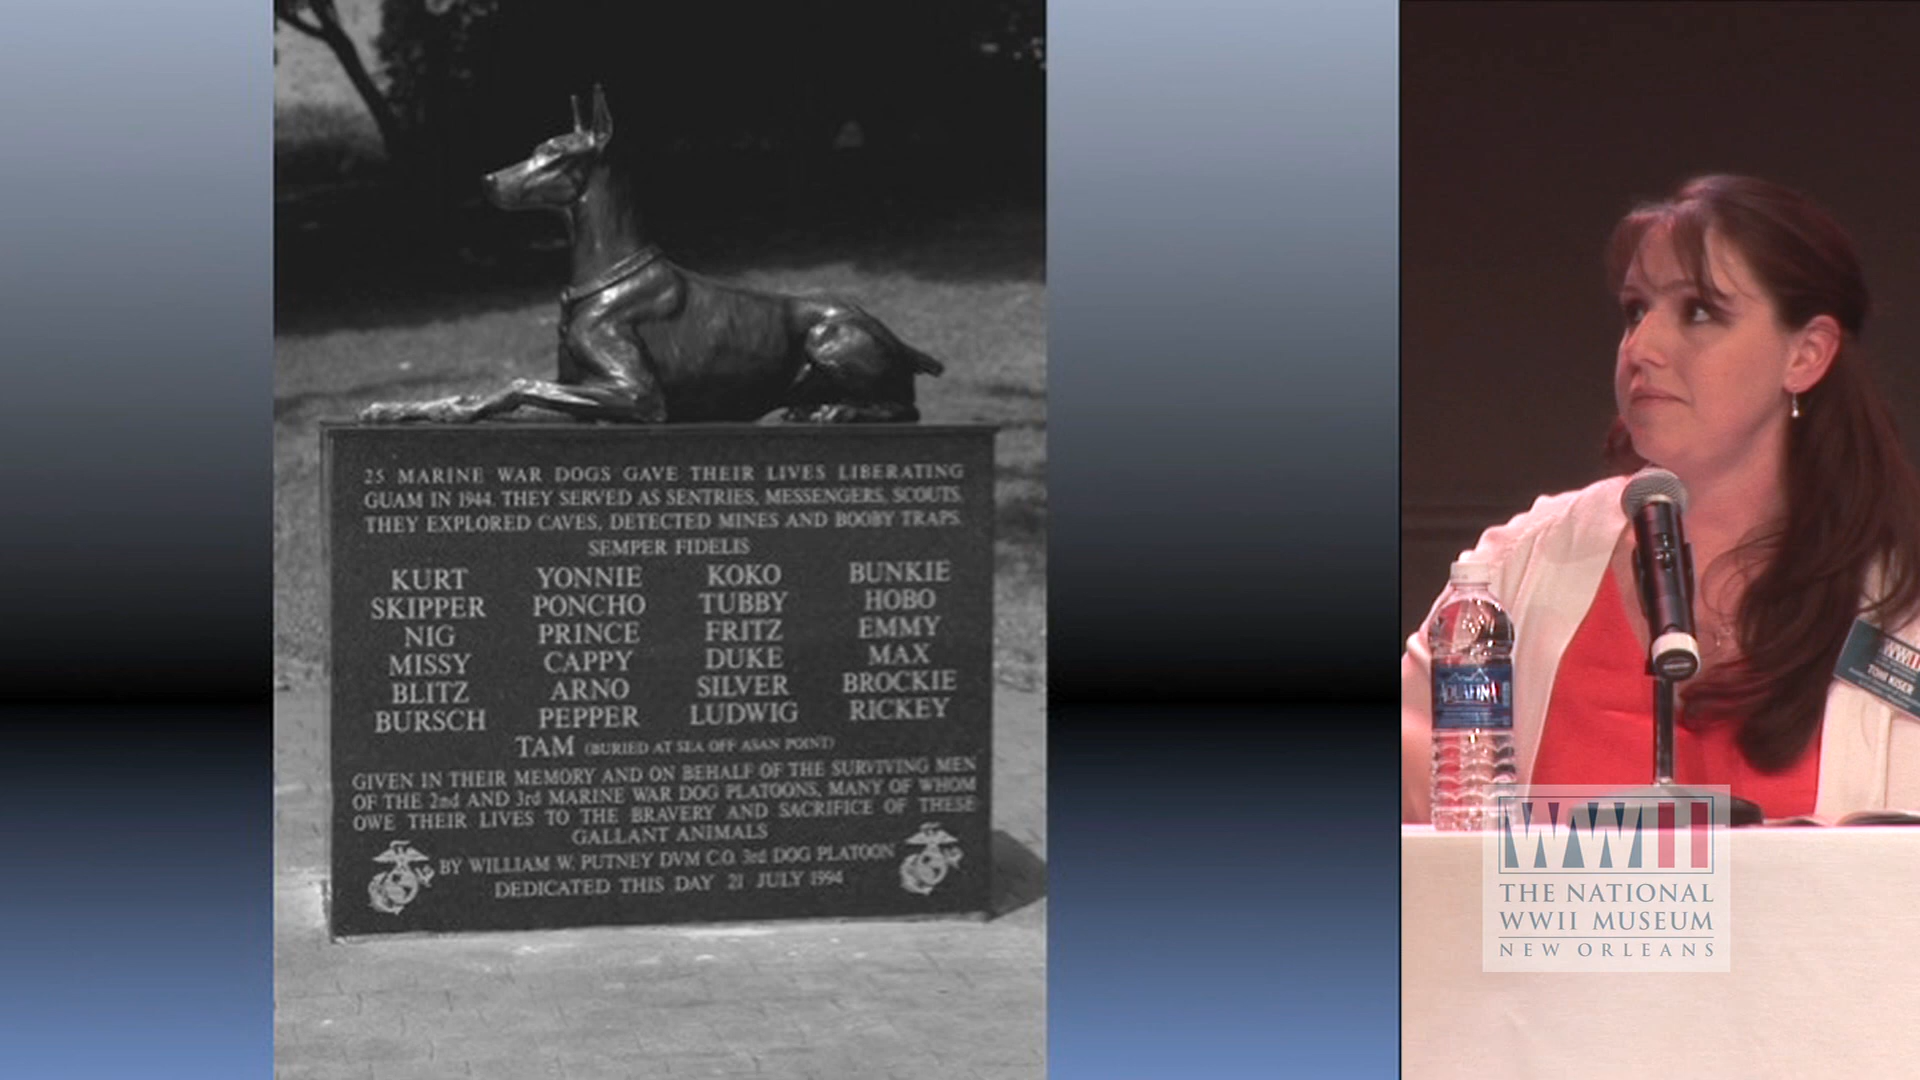 25 MARINE WAR DOGS GAVE THEIR LIVES LIBERATING
GUAM IN 1944. THEY SERVED AS SENTRIES, MESSENGERS, SCOUTS.
THEY EXPLORED CAVES, DETECTED MINES AND BOOBY TRAPS.
SEMPER FIDELIS
KURT YONNIE KOKO BUNKIE
SKIPPER PONCHO TUBBY HOBO
NIG PRINCE FRITZ EMMY
MISSY CAPPY DUKE MAX
BLITZ ARNO SILVER BROCKIE
BURSCH PEPPER LUDWIG RICKEY
TAM (BURIED AT SEA OFF ASAN POINT)
GIVEN IN THEIR MEMORY AND ON BEHALF OF THE SURVIVING MEN
OF THE 2nd AND 3rd MARINE WAR DOG PLATOONS, MANY OF WHOM
OWE THEIR LIVES TO THE BRAVERY AND SACRIFICE OF THESE
GALLANT ANIMALS
BY WILLIAM W. PUTNEY DVM C.O. 3rd DOG PLATOON
DEDICATED THIS DAY 21 JULY 1994
AQUAFINA
WWII
TONI KISER
WWII
THE NATIONAL
WWII MUSEUM
NEW ORLEANS